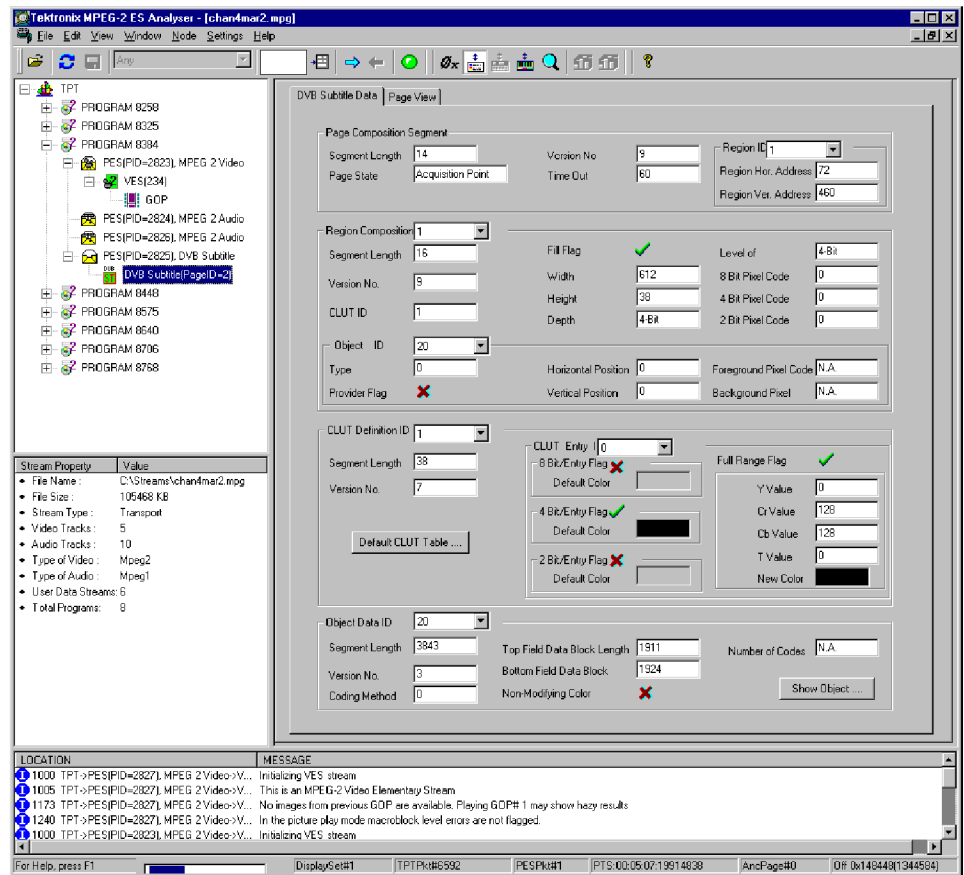 Tektronix MPEG-2 ES Analyser - [chan4mar2.mpg]
File Edit View Window Node Settings Help
Any
TPT
PROGRAM 8258
PROGRAM 8325
PROGRAM 8384
PES(PID=2823), MPEG 2 Video
VES(234)
GOP
PES(PID=2824), MPEG 2 Audio
PES(PID=2826), MPEG 2 Audio
PES(PID=2825), DVB Subtitle
DVB Subtitle(PageID=2)
PROGRAM 8448
PROGRAM 8575
PROGRAM 8640
PROGRAM 8706
PROGRAM 8768
Stream Property Value
File Name : C:\Streams\chan4mar2.mpg
File Size : 105468 KB
Stream Type : Transport
Video Tracks : 5
Audio Tracks : 10
Type of Video : Mpeg2
Type of Audio : Mpeg1
User Data Streams: 6
Total Programs: 8
DVB Subtitle Data Page View
Page Composition Segment
Segment Length 14 Version No 9
Page State Acquisition Point Time Out 60
Region ID 1
Region Hor. Address 72
Region Ver. Address 460
Region Composition 1
Segment Length 16 Fill Flag Level of 4-Bit
Version No. 9 Width 612 8 Bit Pixel Code 0
Height 38 4 Bit Pixel Code 0
CLUT ID 1 Depth 4-Bit 2 Bit Pixel Code 0
Object ID 20
Type 0 Horizontal Position 0 Foreground Pixel Code N.A.
Provider Flag Vertical Position 0 Background Pixel N.A.
CLUT Definition ID 1
Segment Length 38
Version No. 7
Default CLUT Table ....
CLUT Entry I 0
8 Bit/Entry Flag
Default Color
4 Bit/Entry Flag
Default Color
2 Bit/Entry Flag
Default Color
Full Range Flag
Y Value 0
Cr Value 128
Cb Value 128
T Value 0
New Color
Object Data ID 20
Segment Length 3843 Top Field Data Block Length 1911 Number of Codes N.A.
Version No. 3 Bottom Field Data Block 1924
Coding Method 0 Non-Modifying Color Show Object ....
LOCATION MESSAGE
1000 TPT->PES(PID=2827), MPEG 2 Video->V... Initializing VES stream
1005 TPT->PES(PID=2827), MPEG 2 Video->V... This is an MPEG-2 Video Elementary Stream
1173 TPT->PES(PID=2827), MPEG 2 Video->V... No images from previous GOP are available. Playing GOP# 1 may show hazy results
1240 TPT->PES(PID=2827), MPEG 2 Video->V... In the picture play mode macroblock level errors are not flagged.
1000 TPT->PES(PID=2823), MPEG 2 Video->V... Initializing VES stream
For Help, press F1 DisplaySet#1 TPTPkt#6592 PESPkt#1 PTS:00:05:07:19914838 AncPage#0 Off 0x148448(1344584)